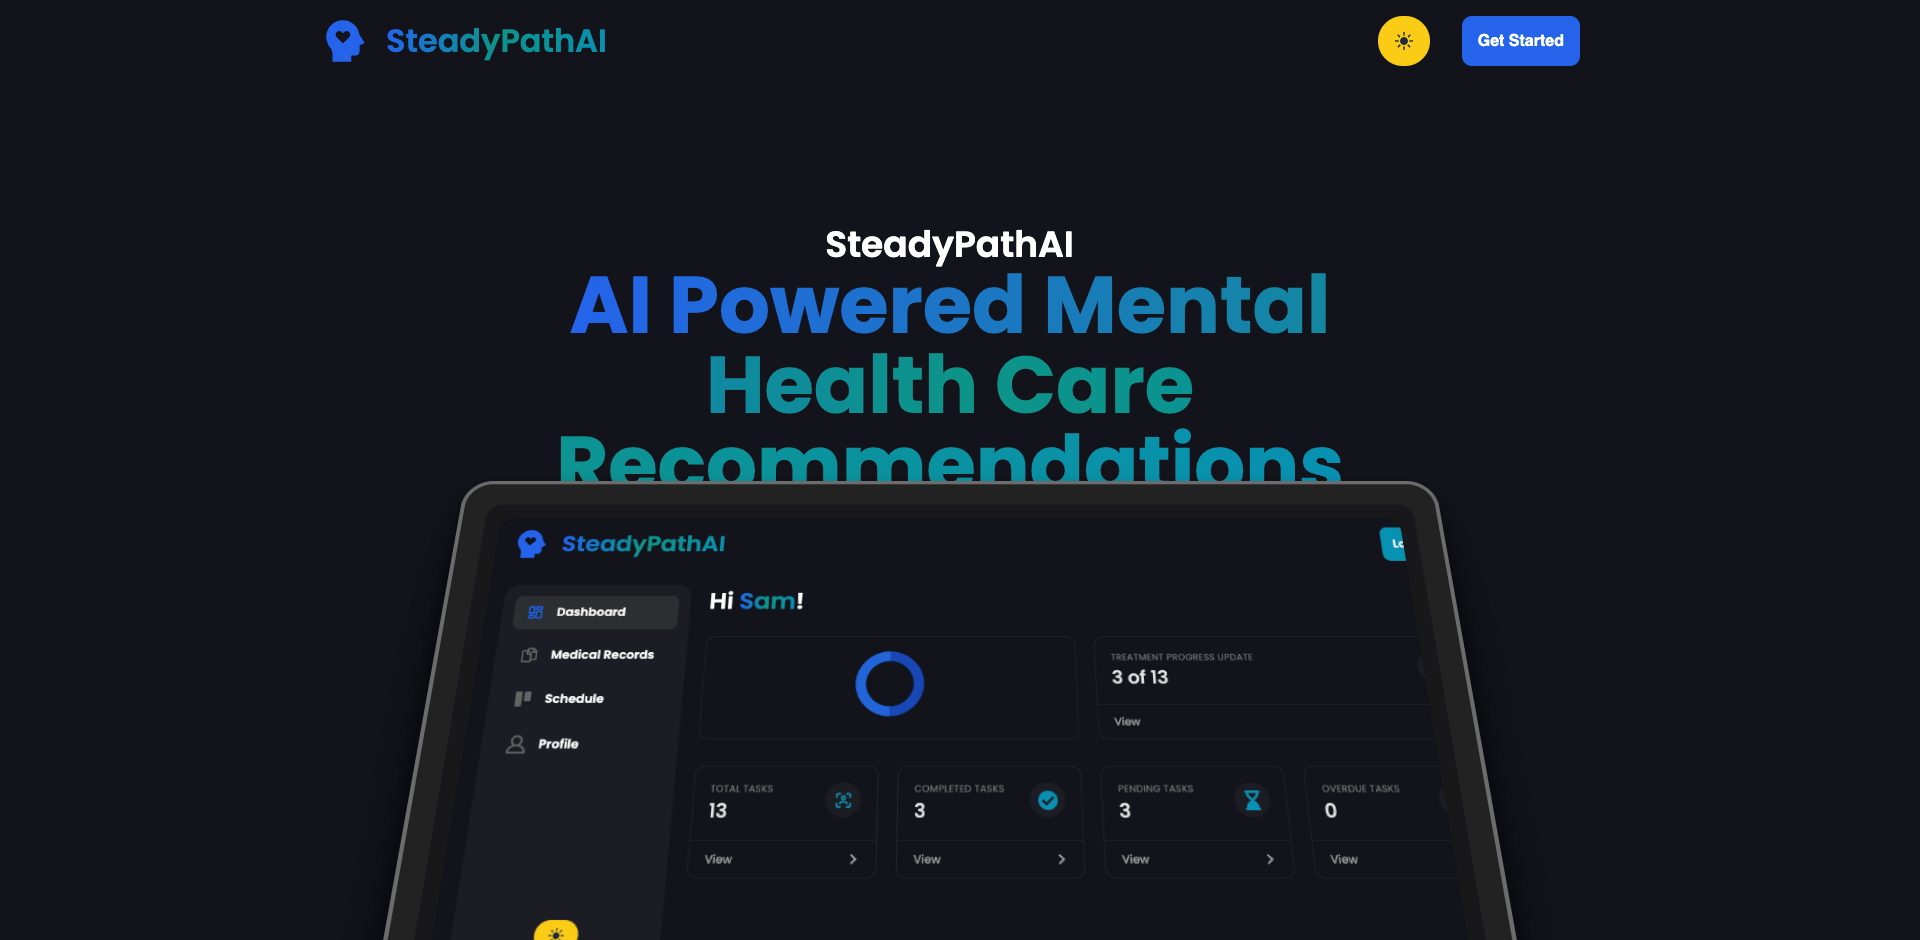 SteadyPathAI
Get Started
SteadyPathAI
AI Powered Mental
Health Care
Recommendations
SteadyPathAI
Dashboard
Medical Records
Schedule
Profile
Hi Sam!
TREATMENT PROGRESS UPDATE
3 of 13
View
TOTAL TASKS
13
View
COMPLETED TASKS
3
View
PENDING TASKS
3
View
OVERDUE TASKS
0
View